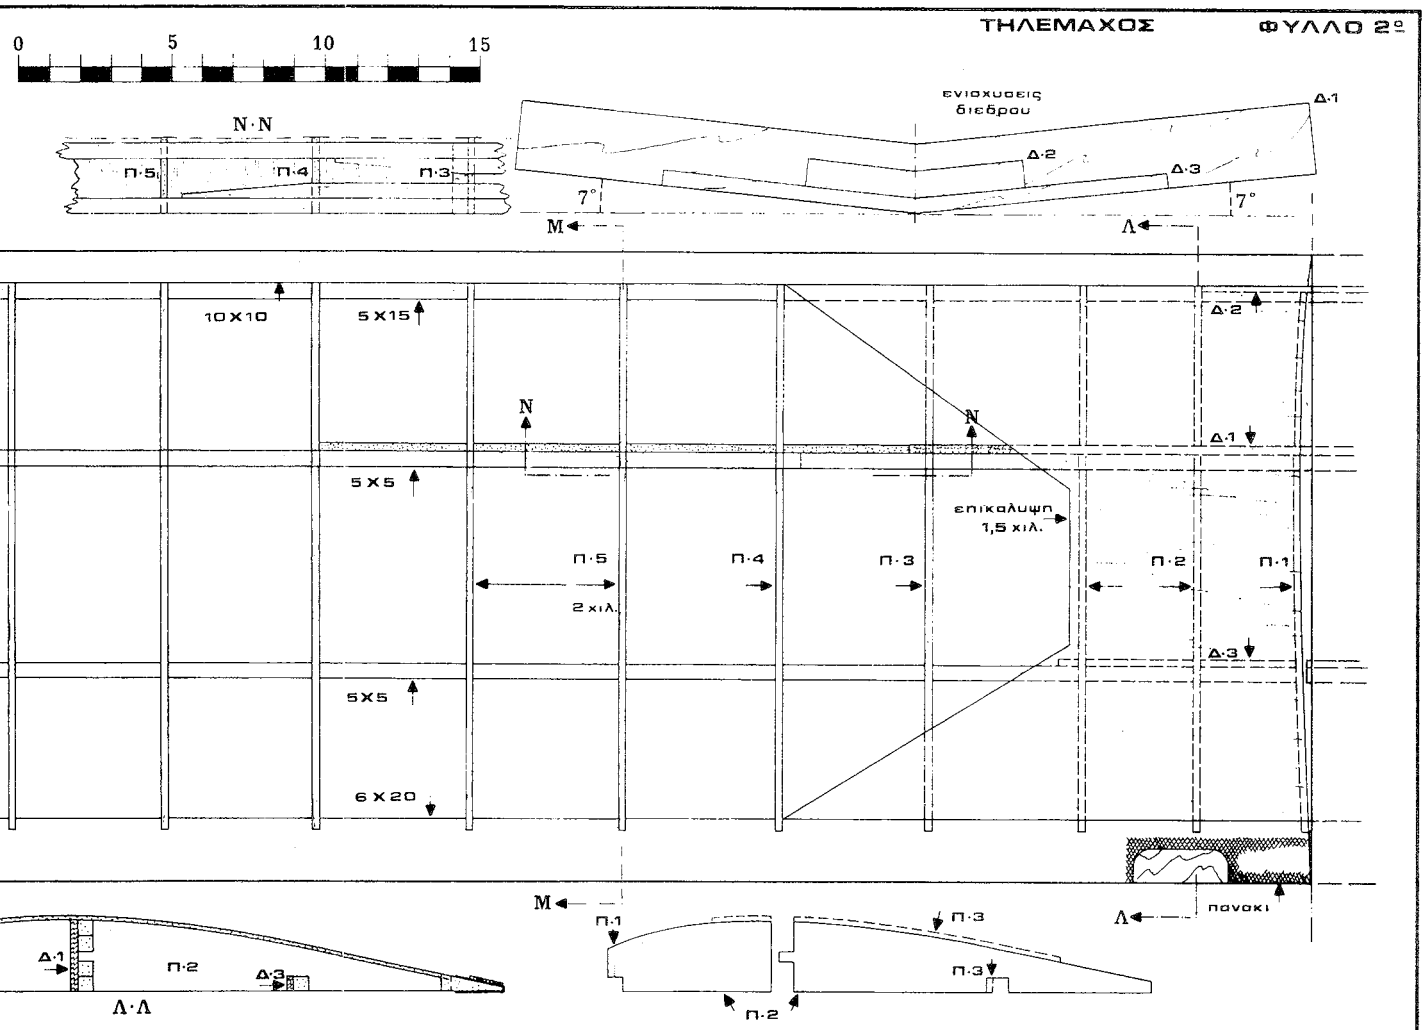 ΤΗΛΕΜΑΧΟΣ ΦΥΛΛΟ 2º
0 5 10 15
ενισχυσεις
διεδρου
Δ·1
Ν·Ν
Δ·2
Π·5 Π·4 Π·3
Δ·3
7° 7°
Μ Λ
10Χ10 5Χ15 Δ·2
Ν Ν
Δ·1
5Χ5
επικαλυψη
1,5 χιλ.
Π·5 Π·4 Π·3 Π·2 Π·1
2 χιλ.
Δ·3
5Χ5
6Χ20
Μ Λ πανακι
Π·1 Π·3
Δ·1 Π·2 Δ·3 Π·3
Λ·Λ Π·2